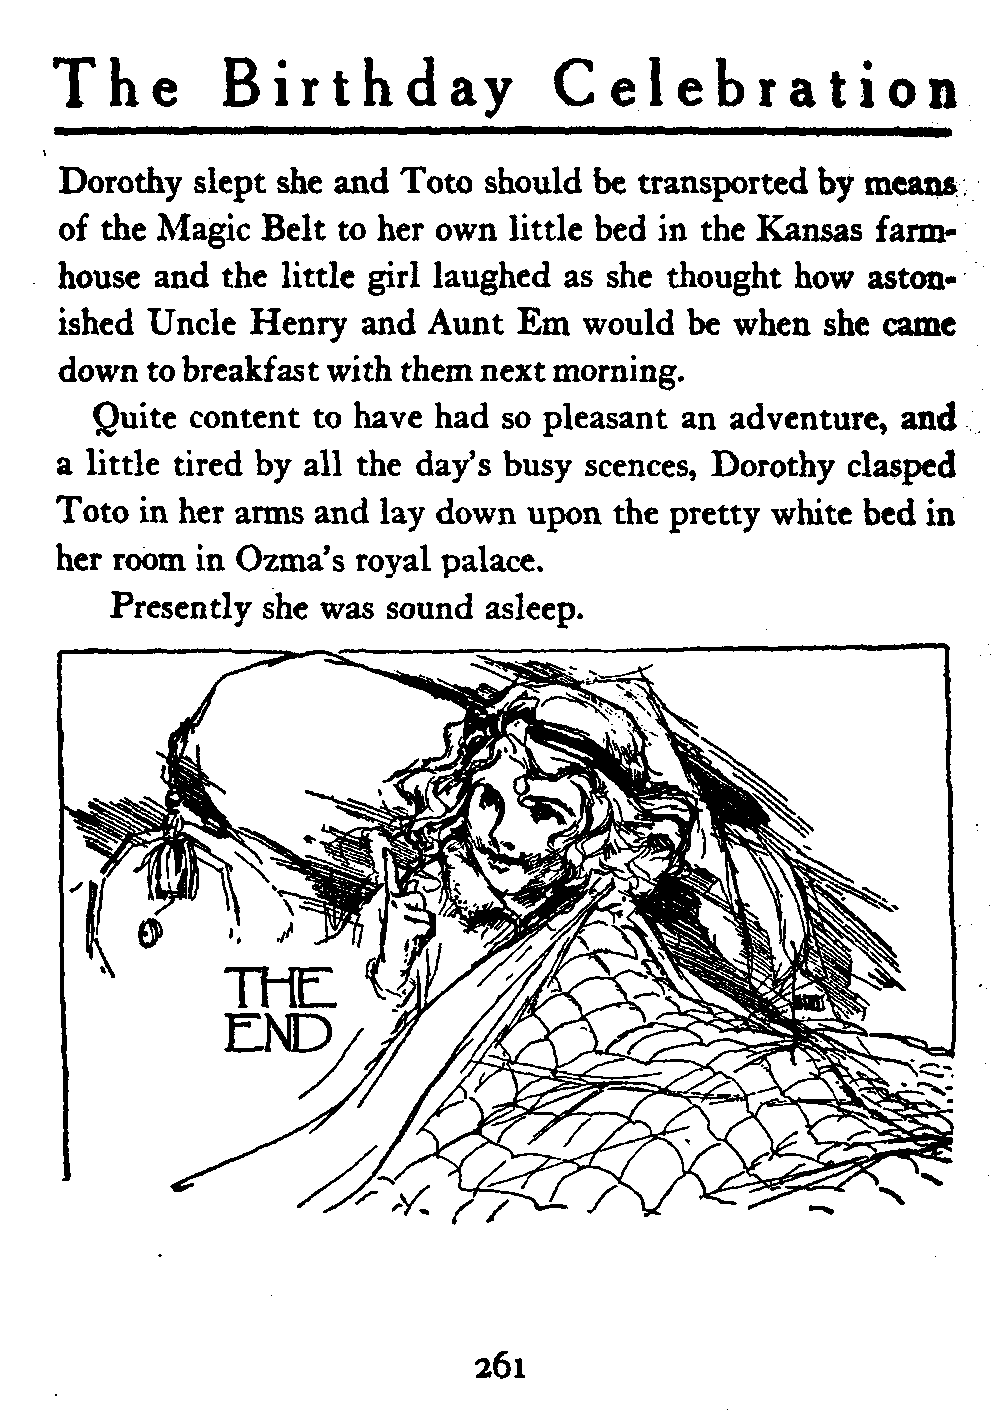 The Birthday Celebration
Dorothy slept she and Toto should be transported by means
of the Magic Belt to her own little bed in the Kansas farm-
house and the little girl laughed as she thought how aston-
ished Uncle Henry and Aunt Em would be when she came
down to breakfast with them next morning.
Quite content to have had so pleasant an adventure, and
a little tired by all the day's busy scences, Dorothy clasped
Toto in her arms and lay down upon the pretty white bed in
her room in Ozma's royal palace.
Presently she was sound asleep.
THE
END
261